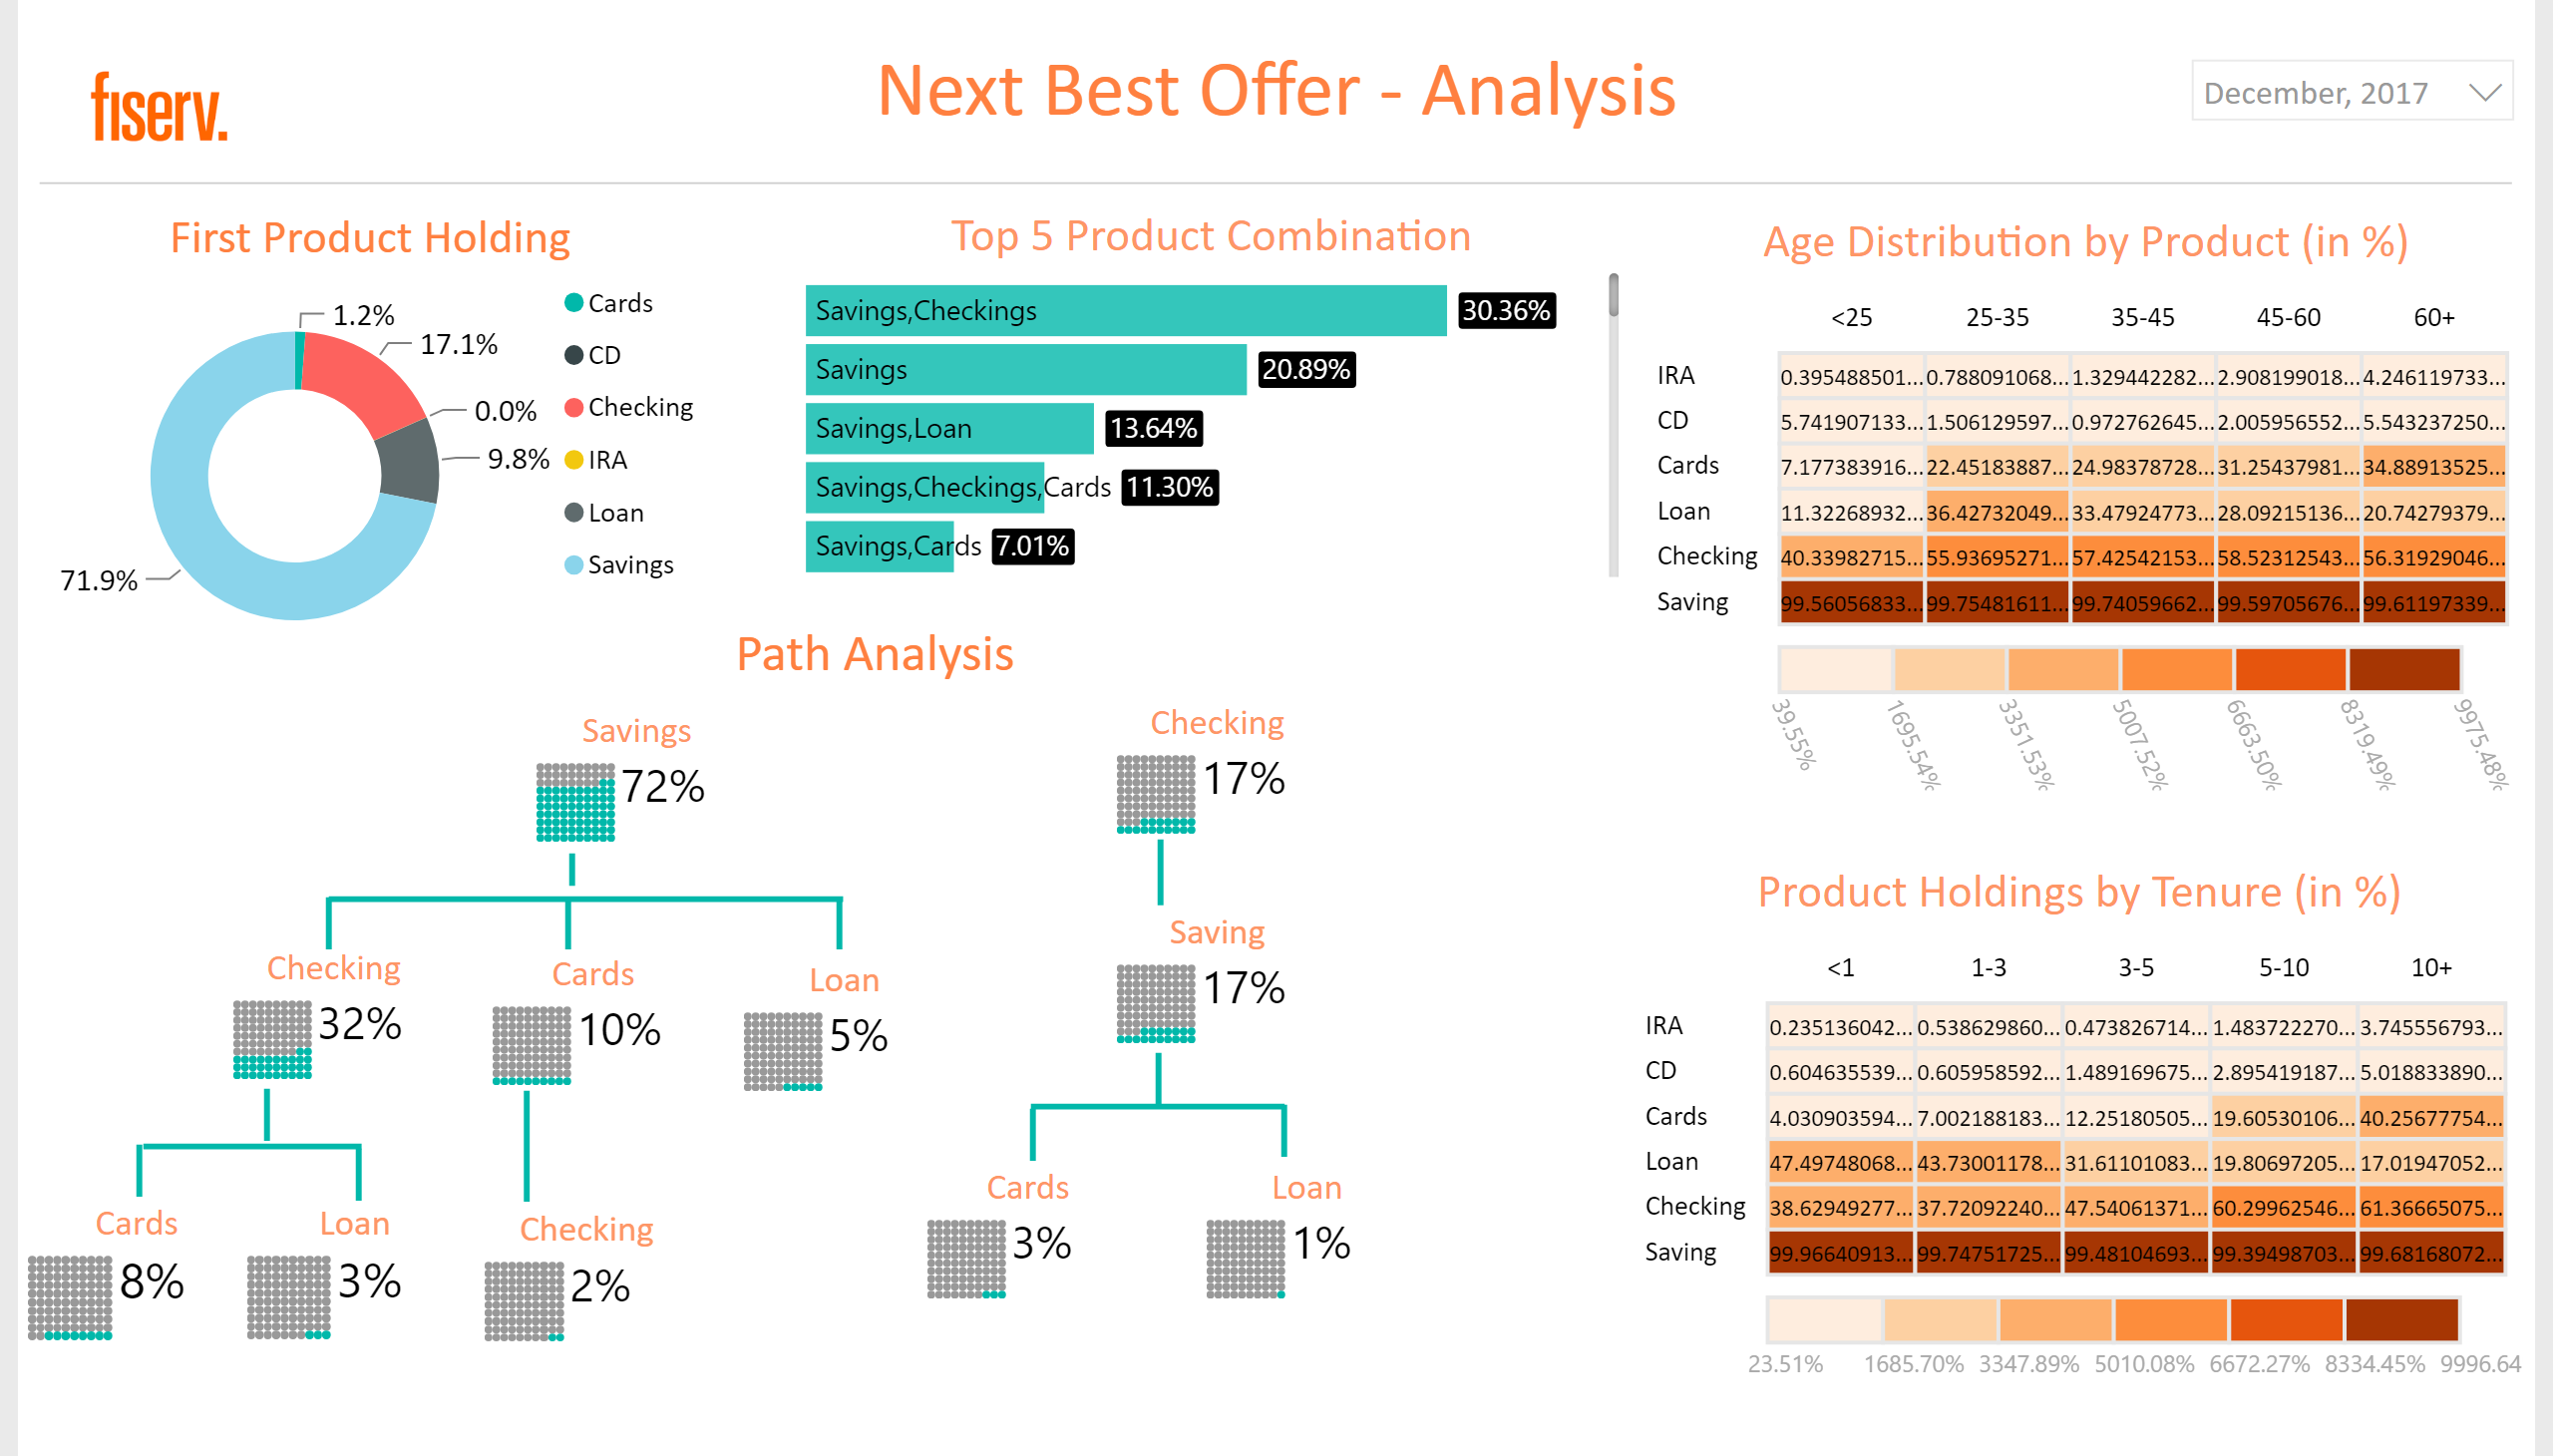 fiserv.
Next Best Offer - Analysis
December, 2017
First Product Holding
1.2%
17.1%
0.0%
9.8%
71.9%
Cards
CD
Checking
IRA
Loan
Savings
Top 5 Product Combination
Savings,Checkings 30.36%
Savings 20.89%
Savings,Loan 13.64%
Savings,Checkings,Cards 11.30%
Savings,Cards 7.01%
Age Distribution by Product (in %)
<25 25-35 35-45 45-60 60+
IRA 0.395488501... 0.788091068... 1.329442282... 2.908199018... 4.246119733...
CD 5.741907133... 1.506129597... 0.972762645... 2.005956552... 5.543237250...
Cards 7.177383916... 22.45183887... 24.98378728... 31.25437981... 34.88913525...
Loan 11.32268932... 36.42732049... 33.47924773... 28.09215136... 20.74279379...
Checking 40.33982715... 55.93695271... 57.42542153... 58.52312543... 56.31929046...
Saving 99.56056833... 99.75481611... 99.74059662... 99.59705676... 99.61197339...
39.55% 1695.54% 3351.53% 5007.52% 6663.50% 8319.49% 9975.48%
Path Analysis
Savings
72%
Checking
32%
Cards
10%
Loan
5%
Cards
8%
Loan
3%
Checking
2%
Checking
17%
Saving
17%
Cards
3%
Loan
1%
Product Holdings by Tenure (in %)
<1 1-3 3-5 5-10 10+
IRA 0.235136042... 0.538629860... 0.473826714... 1.483722270... 3.745556793...
CD 0.604635539... 0.605958592... 1.489169675... 2.895419187... 5.018833890...
Cards 4.030903594... 7.002188183... 12.25180505... 19.60530106... 40.25677754...
Loan 47.49748068... 43.73001178... 31.61101083... 19.80697205... 17.01947052...
Checking 38.62949277... 37.72092240... 47.54061371... 60.29962546... 61.36665075...
Saving 99.96640913... 99.74751725... 99.48104693... 99.39498703... 99.68168072...
23.51% 1685.70% 3347.89% 5010.08% 6672.27% 8334.45% 9996.64